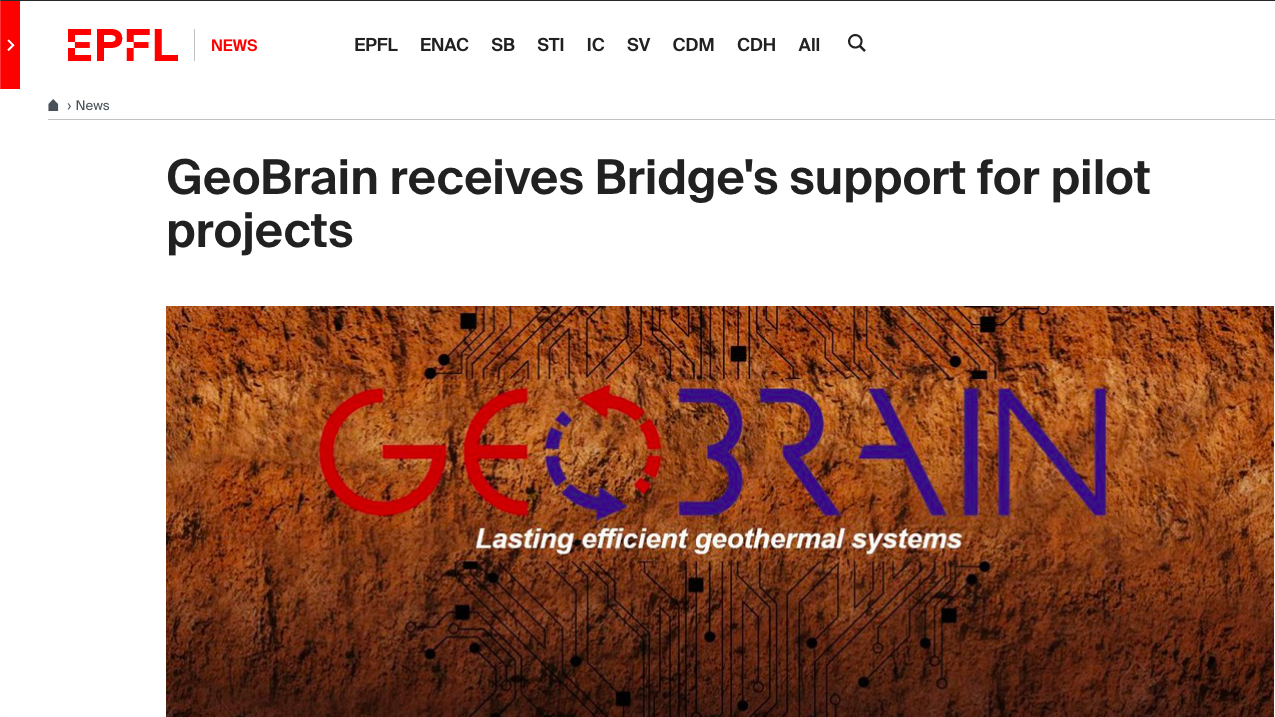 EPFL NEWS EPFL ENAC SB STI IC SV CDM CDH All
› News
GeoBrain receives Bridge's support for pilot
projects
GEOBRAIN
Lasting efficient geothermal systems